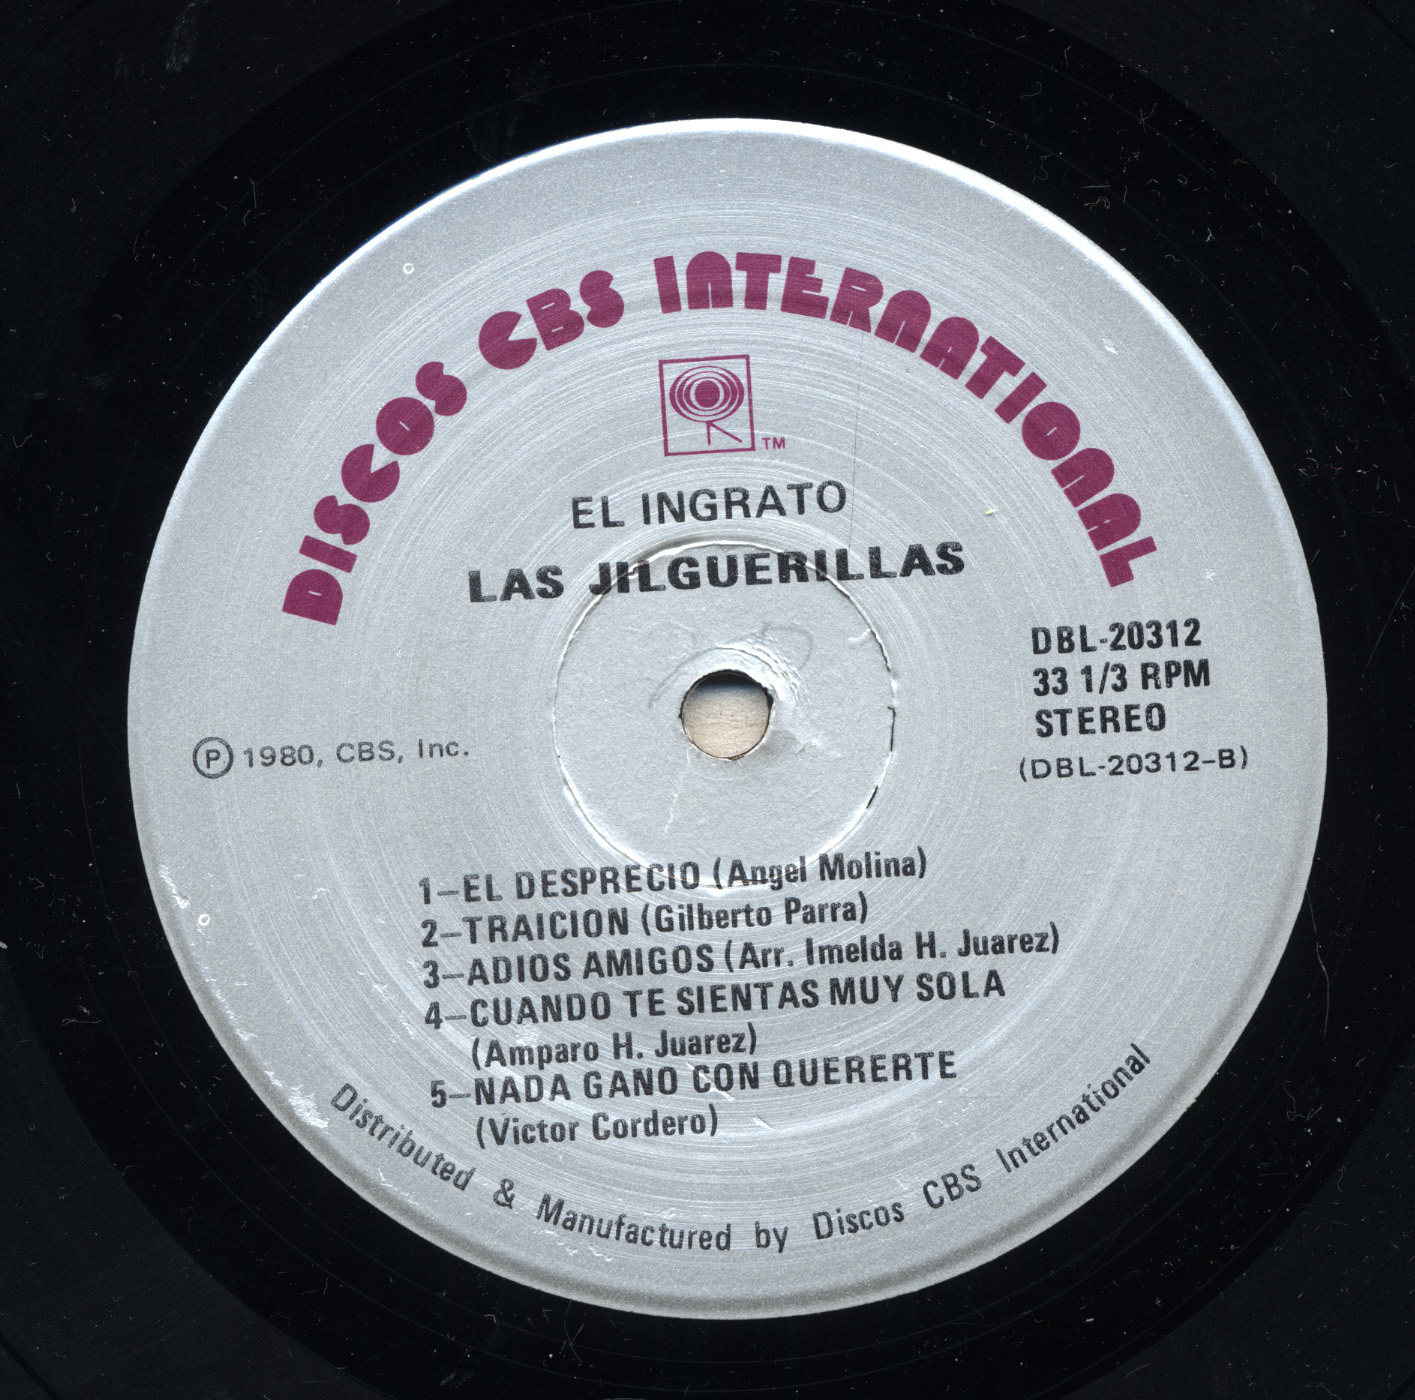 DISCOS CBS INTERNATIONAL
TM
EL INGRATO
LAS JILGUERILLAS
DBL-20312
33 1/3 RPM
STEREO
(DBL-20312-B)
Ⓟ 1980, CBS, Inc.
1—EL DESPRECIO (Angel Molina)
2—TRAICION (Gilberto Parra)
3—ADIOS AMIGOS (Arr. Imelda H. Juarez)
4—CUANDO TE SIENTAS MUY SOLA
(Amparo H. Juarez)
5—NADA GANO CON QUERERTE
(Victor Cordero)
Distributed & Manufactured by Discos CBS International